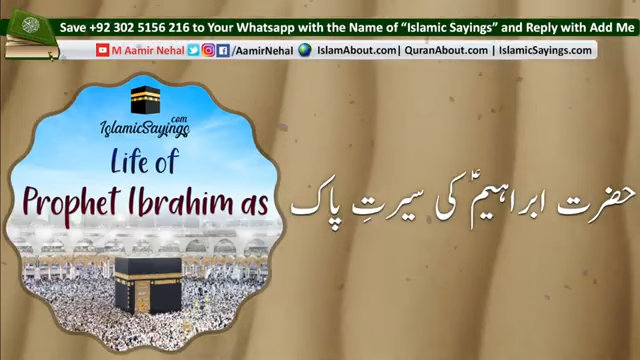 Save +92 302 5156 216 to Your Whatsapp with the Name of “Islamic Sayings” and Reply with Add Me
M Aamir Nehal /AamirNehal IslamAbout.com| QuranAbout.com | IslamicSayings.com
IslamicSayings.com
Life of
Prophet Ibrahim as
حضرت ابراہیمؑ کی سیرتِ پاک